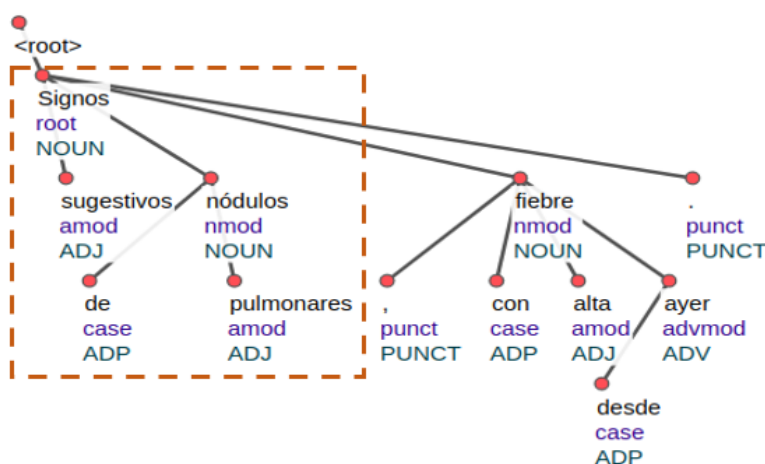 <root>
Signos
root
NOUN
sugestivos
amod
ADJ
nódulos
nmod
NOUN
fiebre
nmod
NOUN
.
punct
PUNCT
de
case
ADP
pulmonares
amod
ADJ
,
punct
PUNCT
con
case
ADP
alta
amod
ADJ
ayer
advmod
ADV
desde
case
ADP